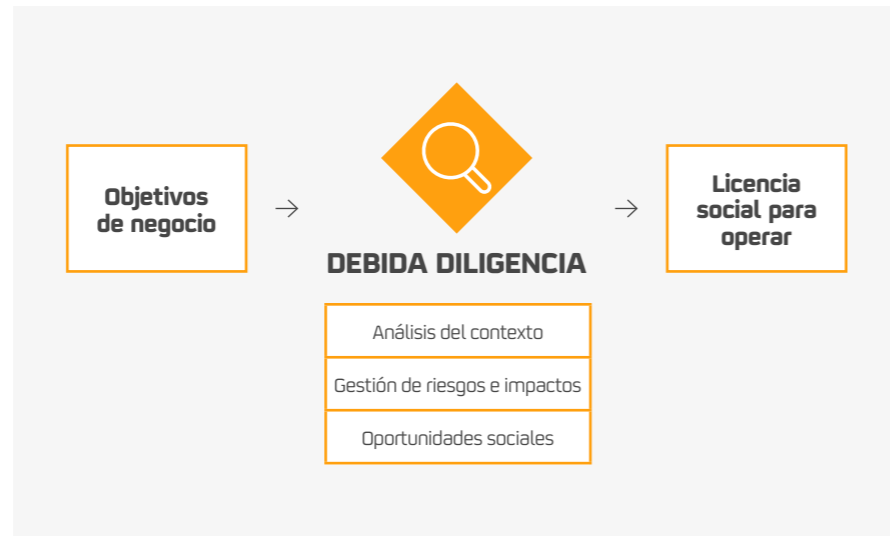 Objetivos
de negocio
DEBIDA DILIGENCIA
Análisis del contexto
Gestión de riesgos e impactos
Oportunidades sociales
Licencia
social para
operar